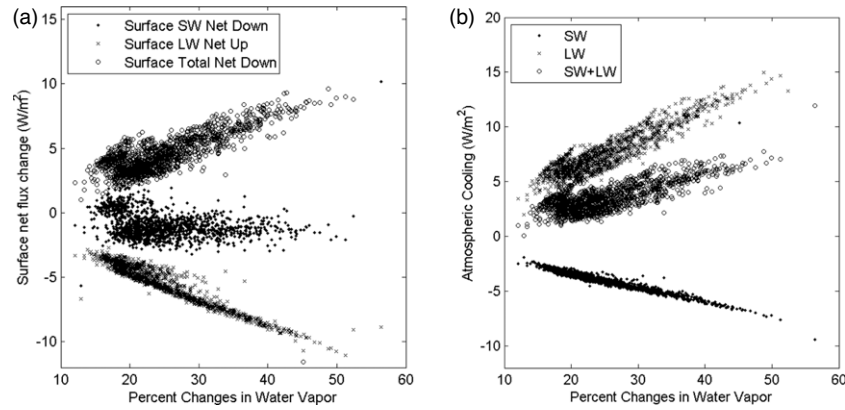 (a)
15
10
5
0
-5
-10
Surface net flux change (W/m²)
Surface SW Net Down
Surface LW Net Up
Surface Total Net Down
10 20 30 40 50 60
Percent Changes in Water Vapor
(b)
20
15
10
5
0
-5
-10
Atmospheric Cooling (W/m²)
SW
LW
SW+LW
10 20 30 40 50 60
Percent Changes in Water Vapor